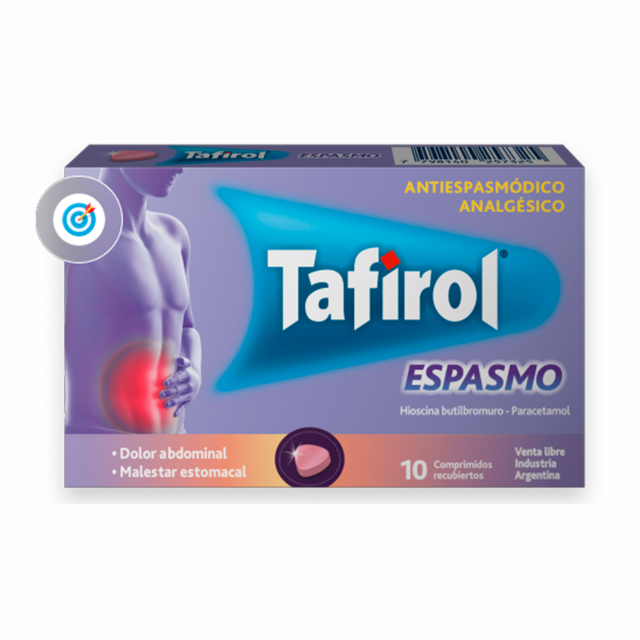 Tafirol ESPASMO
ANTIESPASMÓDICO
ANALGÉSICO
Tafirol®
ESPASMO
Hioscina butilbromuro - Paracetamol
• Dolor abdominal
• Malestar estomacal
10 Comprimidos
recubiertos
Venta libre
Industria
Argentina